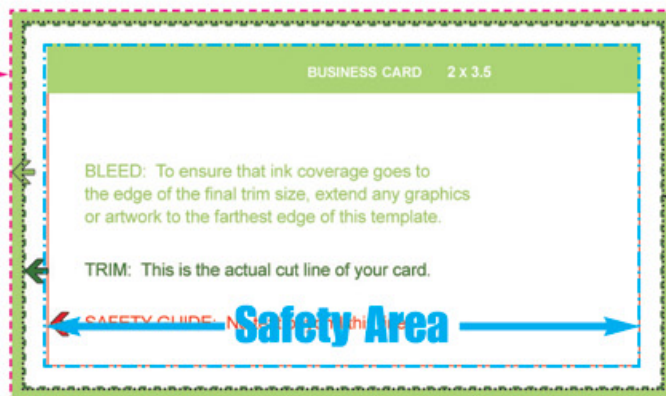 BUSINESS CARD 2 x 3.5
BLEED: To ensure that ink coverage goes to
the edge of the final trim size, extend any graphics
or artwork to the farthest edge of this template.
TRIM: This is the actual cut line of your card.
SAFETY GUIDE:
Safety Area